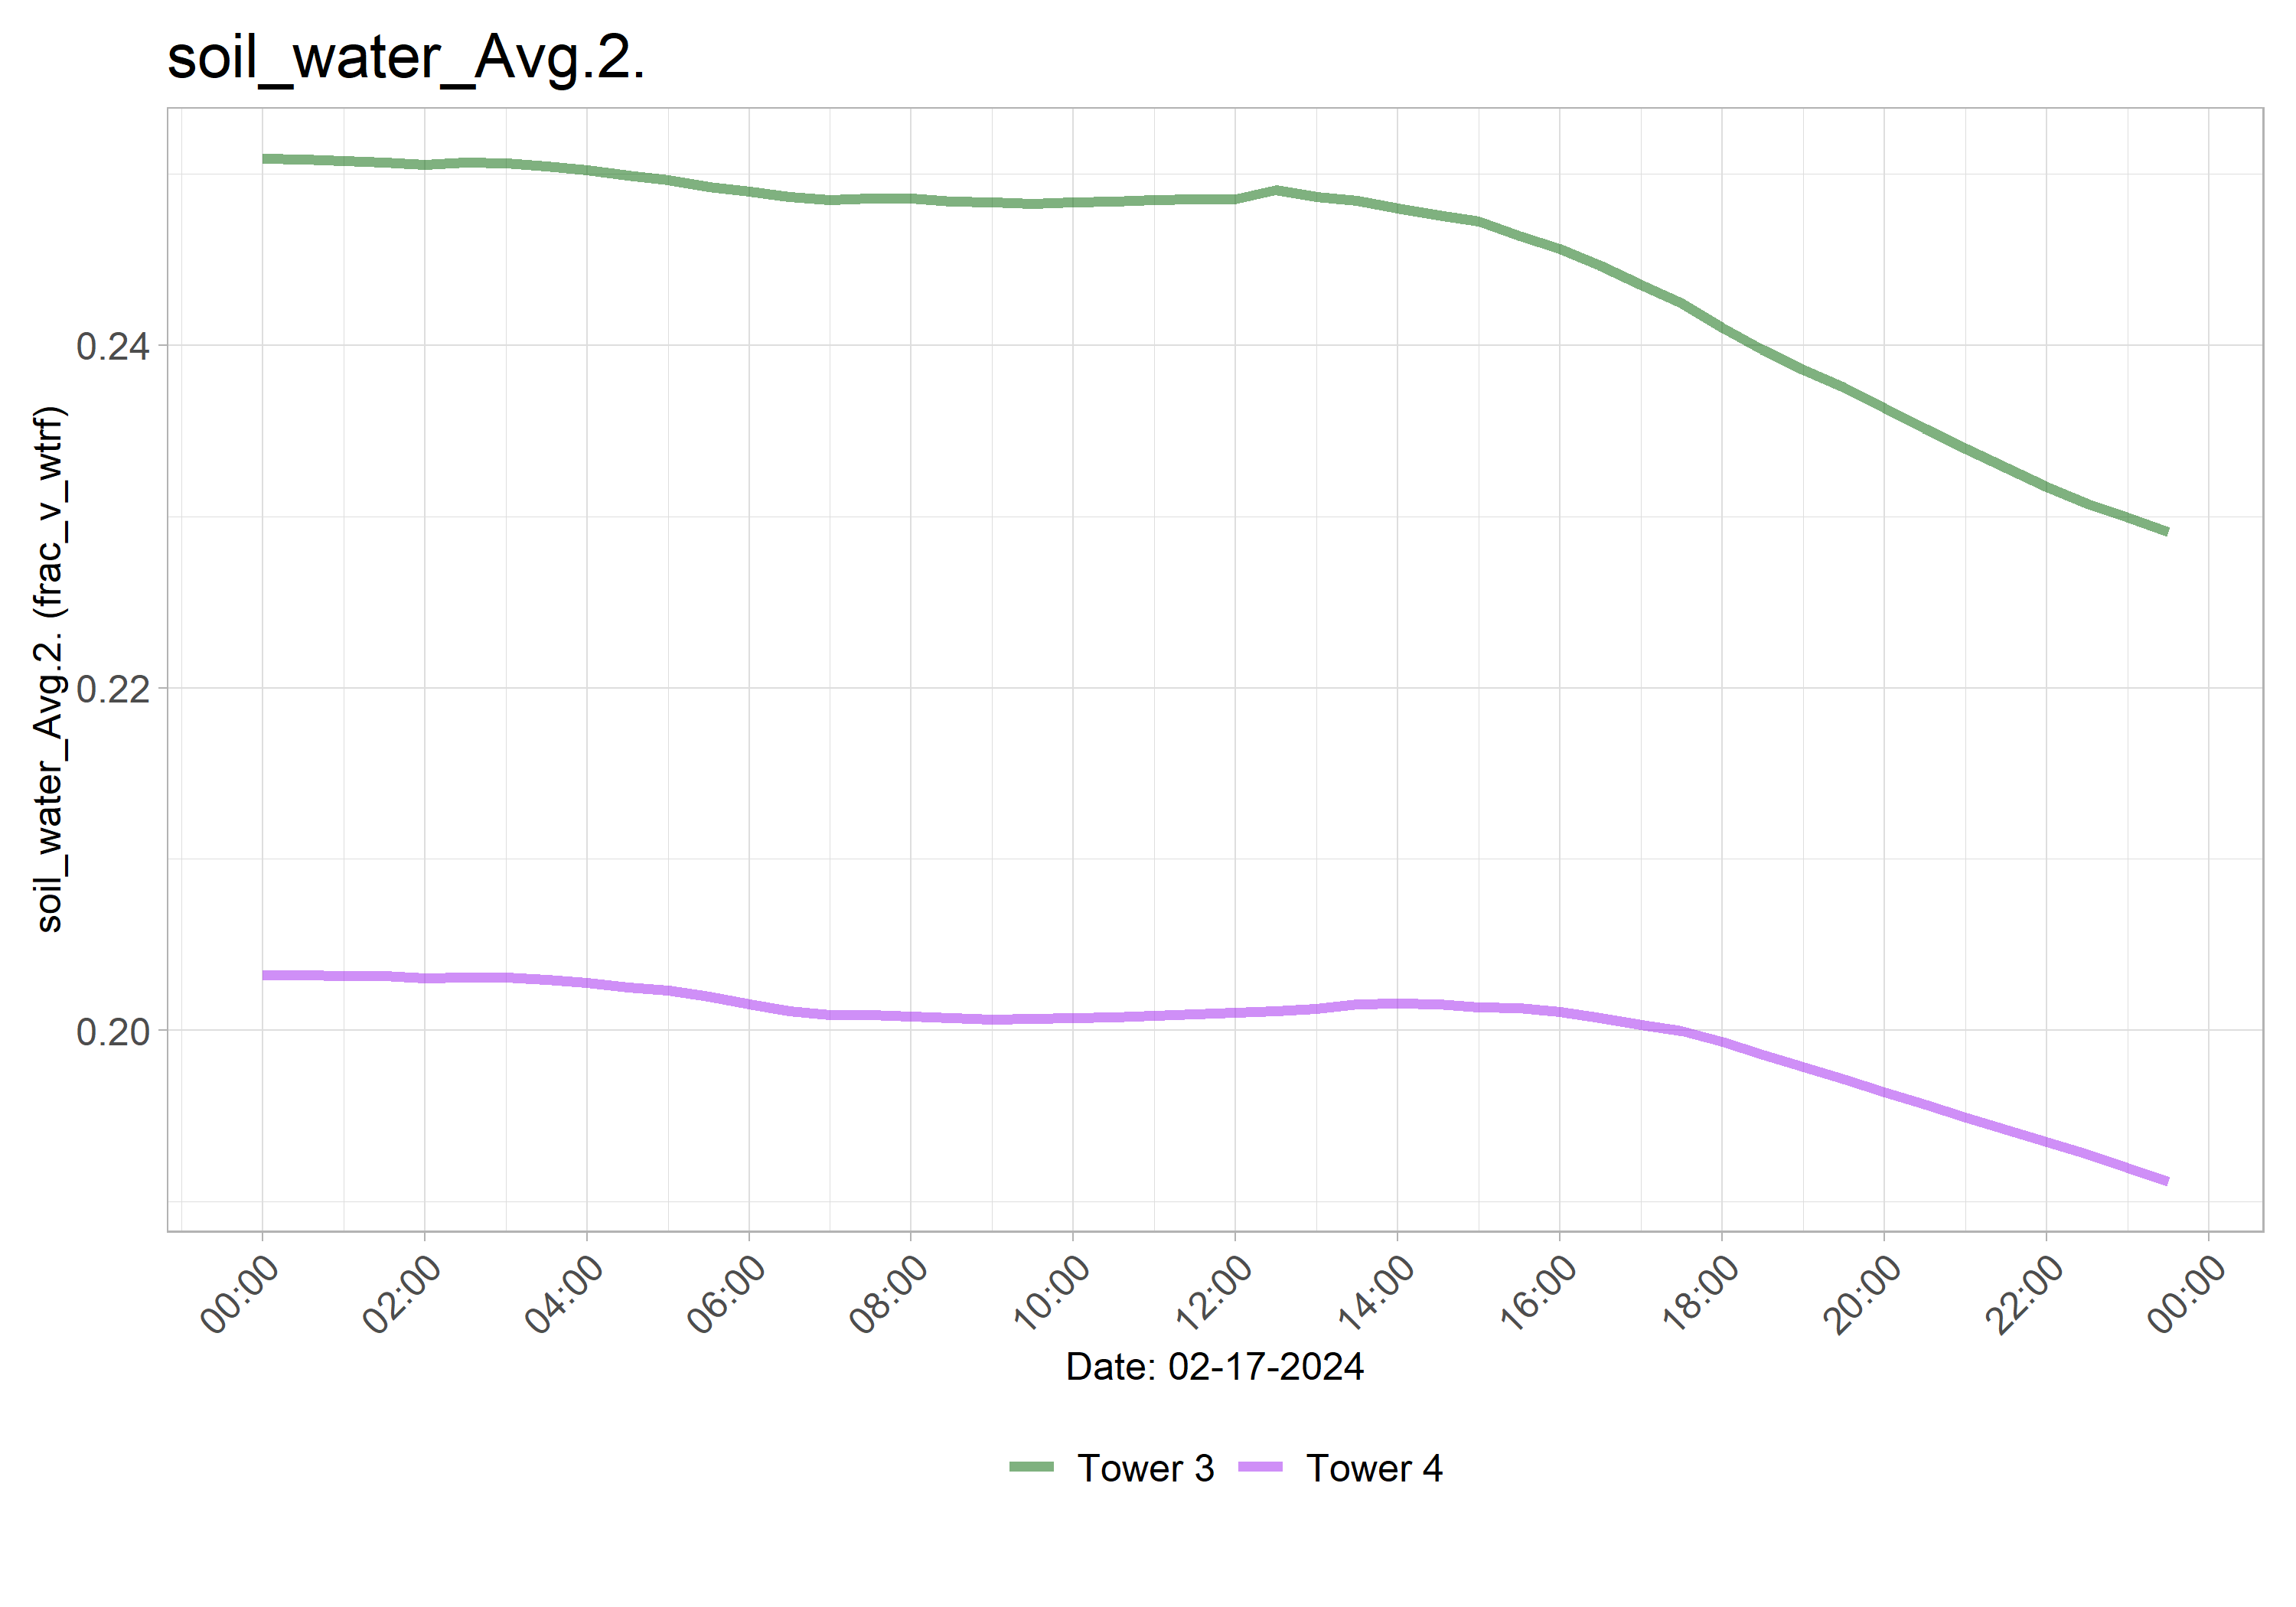 soil_water_Avg.2.
soil_water_Avg.2. (frac_v_wtrf)
0.24
0.22
0.20
00:00 02:00 04:00 06:00 08:00 10:00 12:00 14:00 16:00 18:00 20:00 22:00 00:00
Date: 02-17-2024
Tower 3 Tower 4